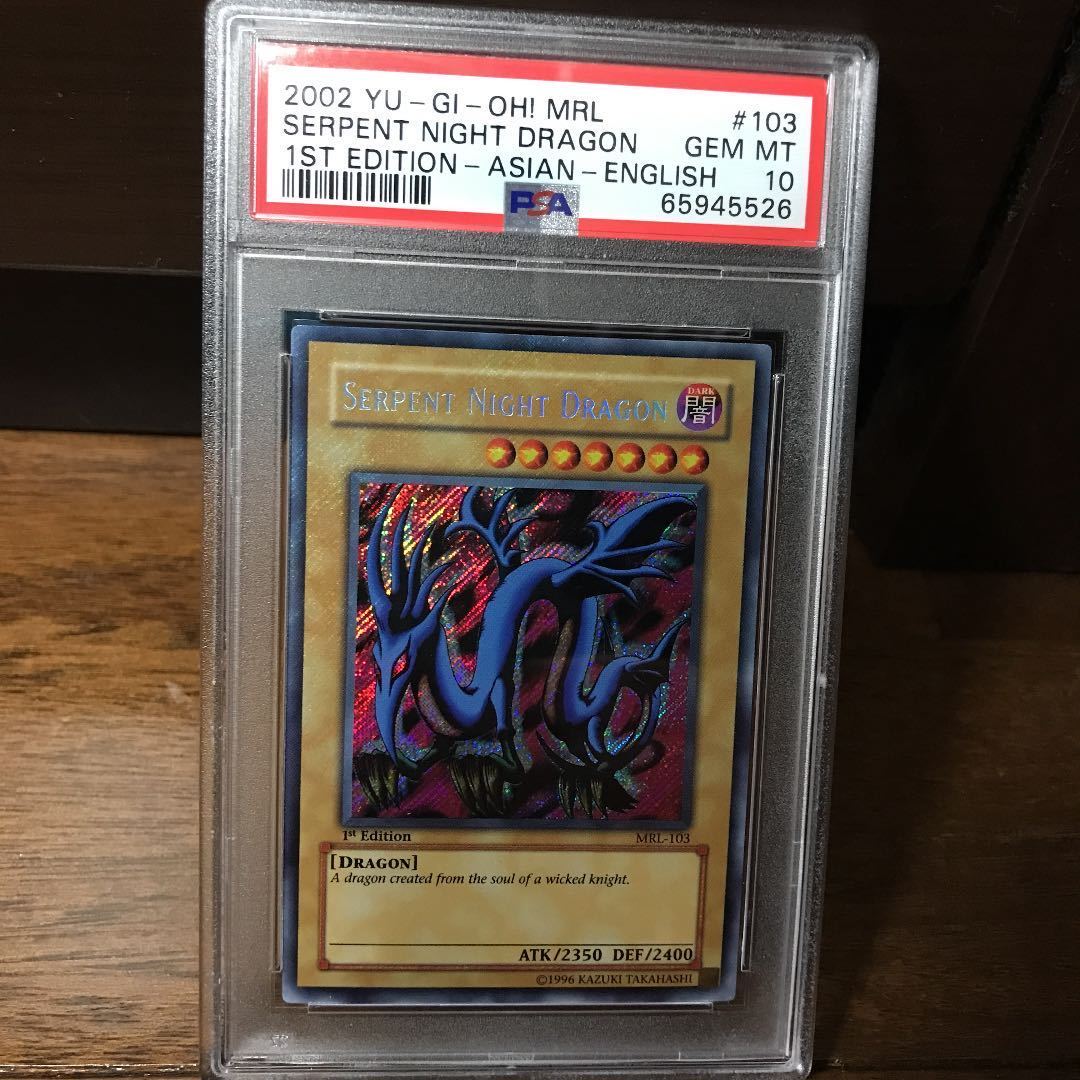 2002 YU-GI-OH! MRL #103
SERPENT NIGHT DRAGON GEM MT
1ST EDITION-ASIAN-ENGLISH 10
PSA 65945526
SERPENT NIGHT DRAGON
DARK
闇
1st Edition MRL-103
[DRAGON]
A dragon created from the soul of a wicked knight.
ATK/2350 DEF/2400
©1996 KAZUKI TAKAHASHI